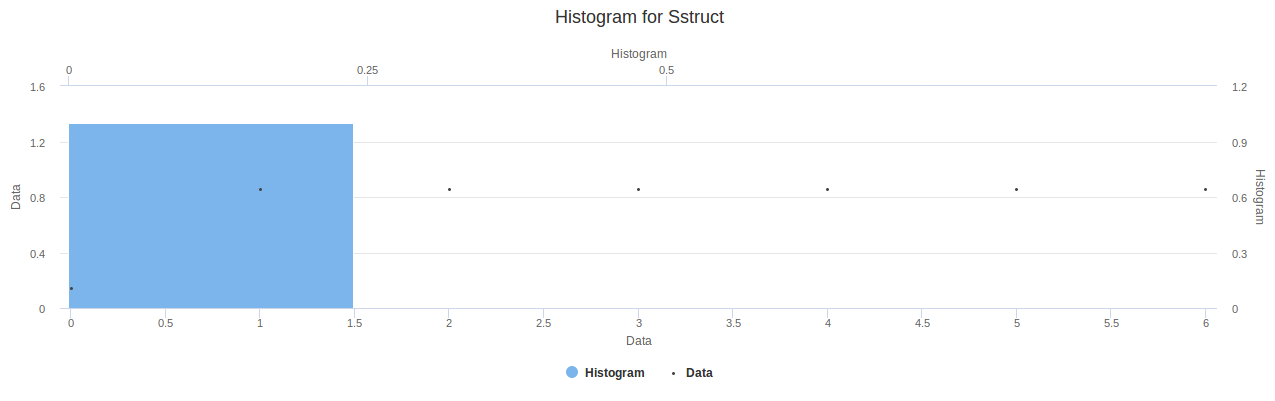 Histogram for Sstruct
Histogram
0 0.25 0.5
1.6 1.2
1.2 0.9
Data 0.8 0.6 Histogram
0.4 0.3
0 0
0 0.5 1 1.5 2 2.5 3 3.5 4 4.5 5 5.5 6
Data
Histogram Data